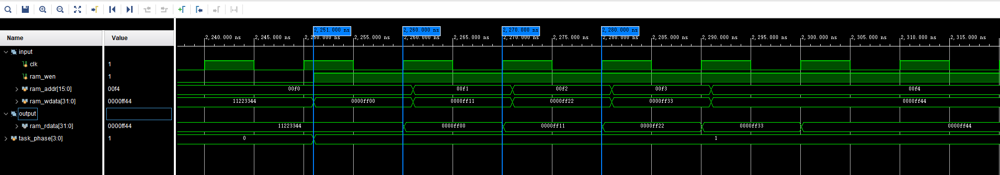 2,251.000 ns 2,260.000 ns 2,270.000 ns 2,280.000 ns
Name Value 2,240.000 ns 2,245.000 ns 2,250.000 ns 2,255.000 ns 2,260.000 ns 2,265.000 ns 2,270.000 ns 2,275.000 ns 2,280.000 ns 2,285.000 ns 2,290.000 ns 2,295.000 ns 2,300.000 ns 2,305.000 ns 2,310.000 ns 2,315.000 ns
input
clk 1
ram_wen 1
ram_addr[15:0] 00f4 00f0 00f1 00f2 00f3 00f4
ram_wdata[31:0] 0000ff44 11223344 0000ff00 0000ff11 0000ff22 0000ff33 0000ff44
output
ram_rdata[31:0] 0000ff44 11223344 0000ff00 0000ff11 0000ff22 0000ff33 0000ff44
task_phase[3:0] 1 0 1